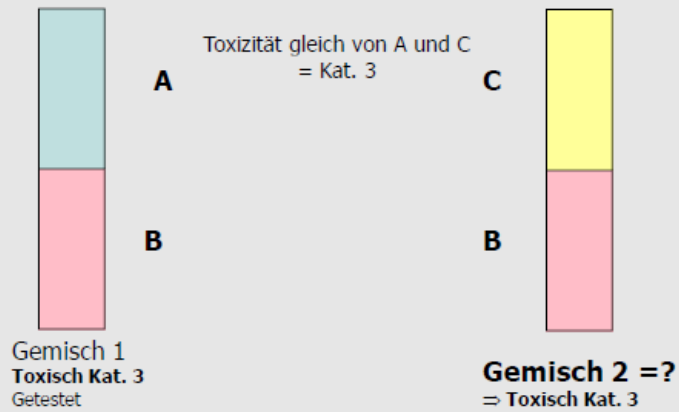 Toxizität gleich von A und C
= Kat. 3
A
C
B
B
Gemisch 1
Toxisch Kat. 3
Getestet
Gemisch 2 =?
⇒ Toxisch Kat. 3